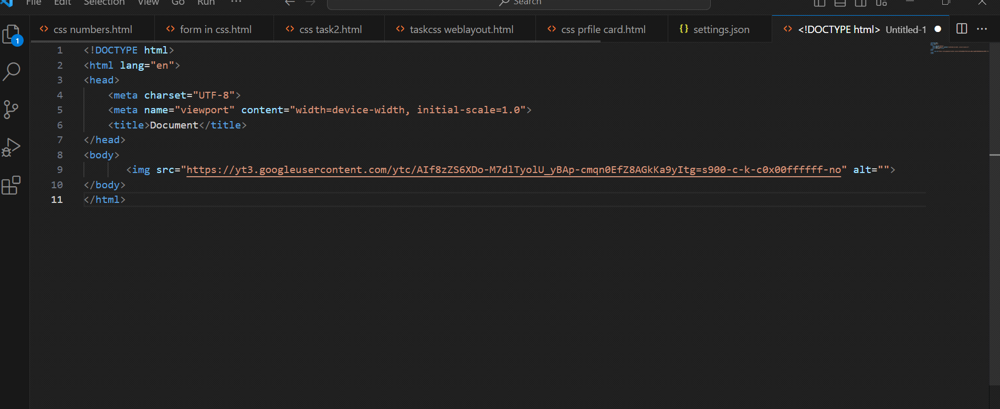 File Edit Selection View Go Run ··· Search
css numbers.html form in css.html css task2.html taskcss weblayout.html css prfile card.html {} settings.json <!DOCTYPE html> Untitled-1
1
1 <!DOCTYPE html>
2 <html lang="en">
3 <head>
4 <meta charset="UTF-8">
5 <meta name="viewport" content="width=device-width, initial-scale=1.0">
6 <title>Document</title>
7 </head>
8 <body>
9 <img src="https://yt3.googleusercontent.com/ytc/AIf8zZS6XDo-M7dlTyolU_yBAp-cmqn0EfZ8AGkKa9yItg=s900-c-k-c0x00ffffff-no" alt="">
10 </body>
11 </html>